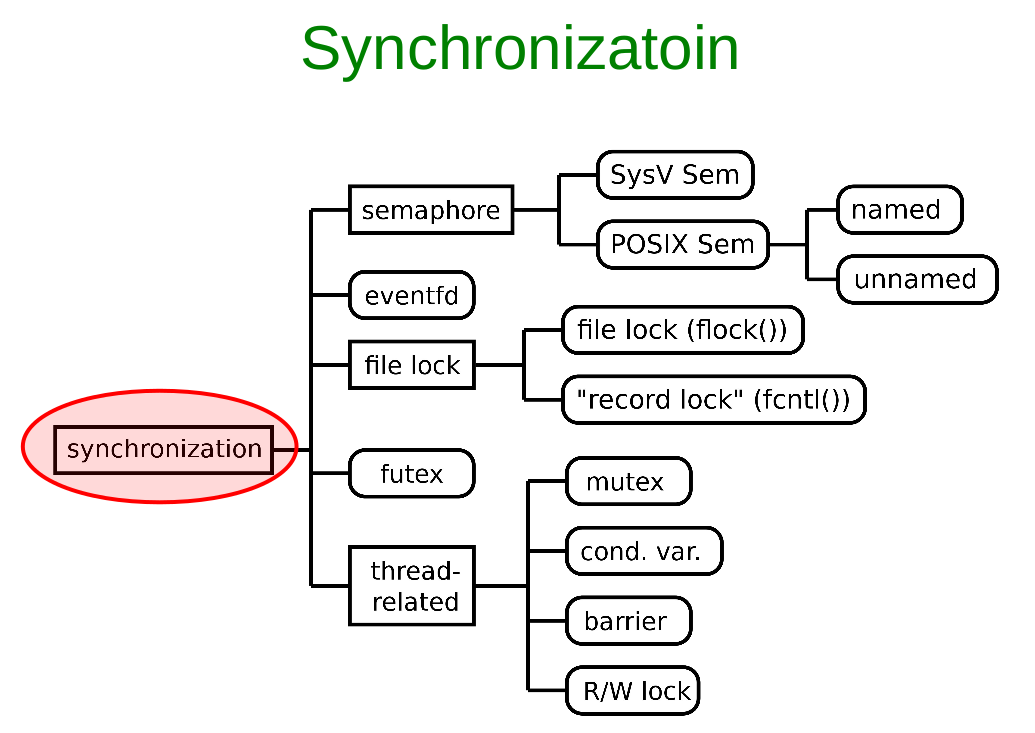 Synchronizatoin
synchronization
semaphore
SysV Sem
POSIX Sem
named
unnamed
eventfd
file lock
file lock (flock())
"record lock" (fcntl())
futex
thread-
related
mutex
cond. var.
barrier
R/W lock